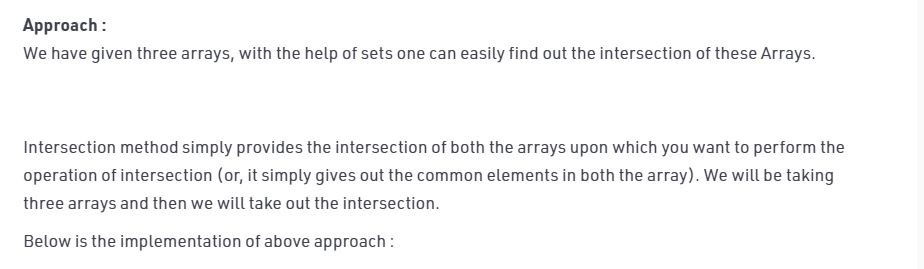 Approach :
We have given three arrays, with the help of sets one can easily find out the intersection of these Arrays.
Intersection method simply provides the intersection of both the arrays upon which you want to perform the
operation of intersection (or, it simply gives out the common elements in both the array). We will be taking
three arrays and then we will take out the intersection.
Below is the implementation of above approach :